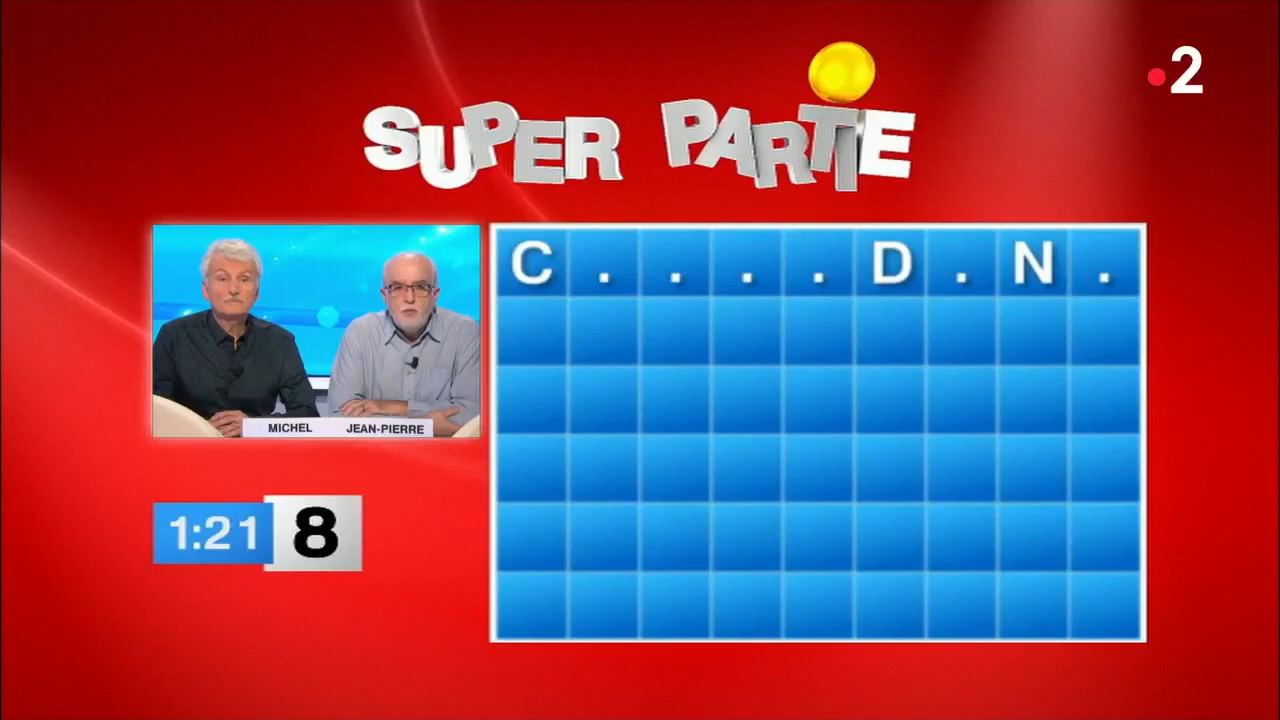 2
SUPER PARTIE
C . . . . D . N .
MICHEL JEAN-PIERRE
1:21 8